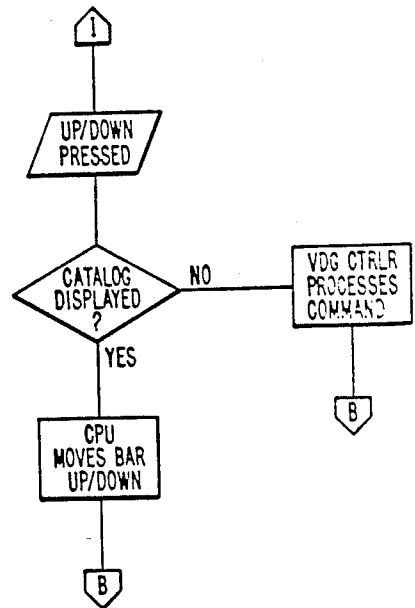 I
UP/DOWN
PRESSED
CATALOG
DISPLAYED
?
NO
VDG CTRLR
PROCESSES
COMMAND
B
YES
CPU
MOVES BAR
UP/DOWN
B